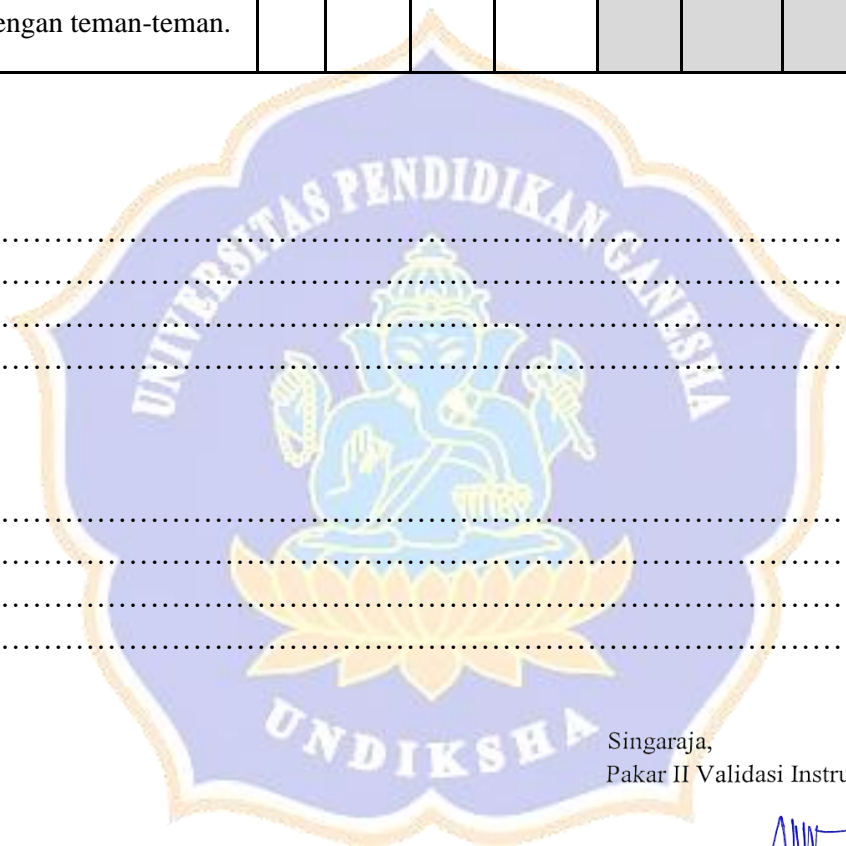 engan teman-teman.
UNIVERSITAS PENDIDIKAN GANESHA
UNDIKSHA
Singaraja,
Pakar II Validasi Instru